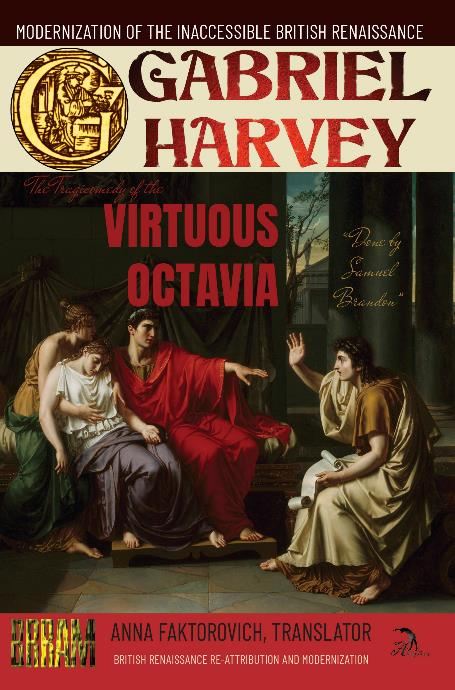 MODERNIZATION OF THE INACCESSIBLE BRITISH RENAISSANCE
G
GABRIEL
HARVEY
The Tragicomedy of the
VIRTUOUS
OCTAVIA
“Done by
Samuel
Brandon”
BRRAM
ANNA FAKTOROVICH, TRANSLATOR
BRITISH RENAISSANCE RE-ATTRIBUTION AND MODERNIZATION